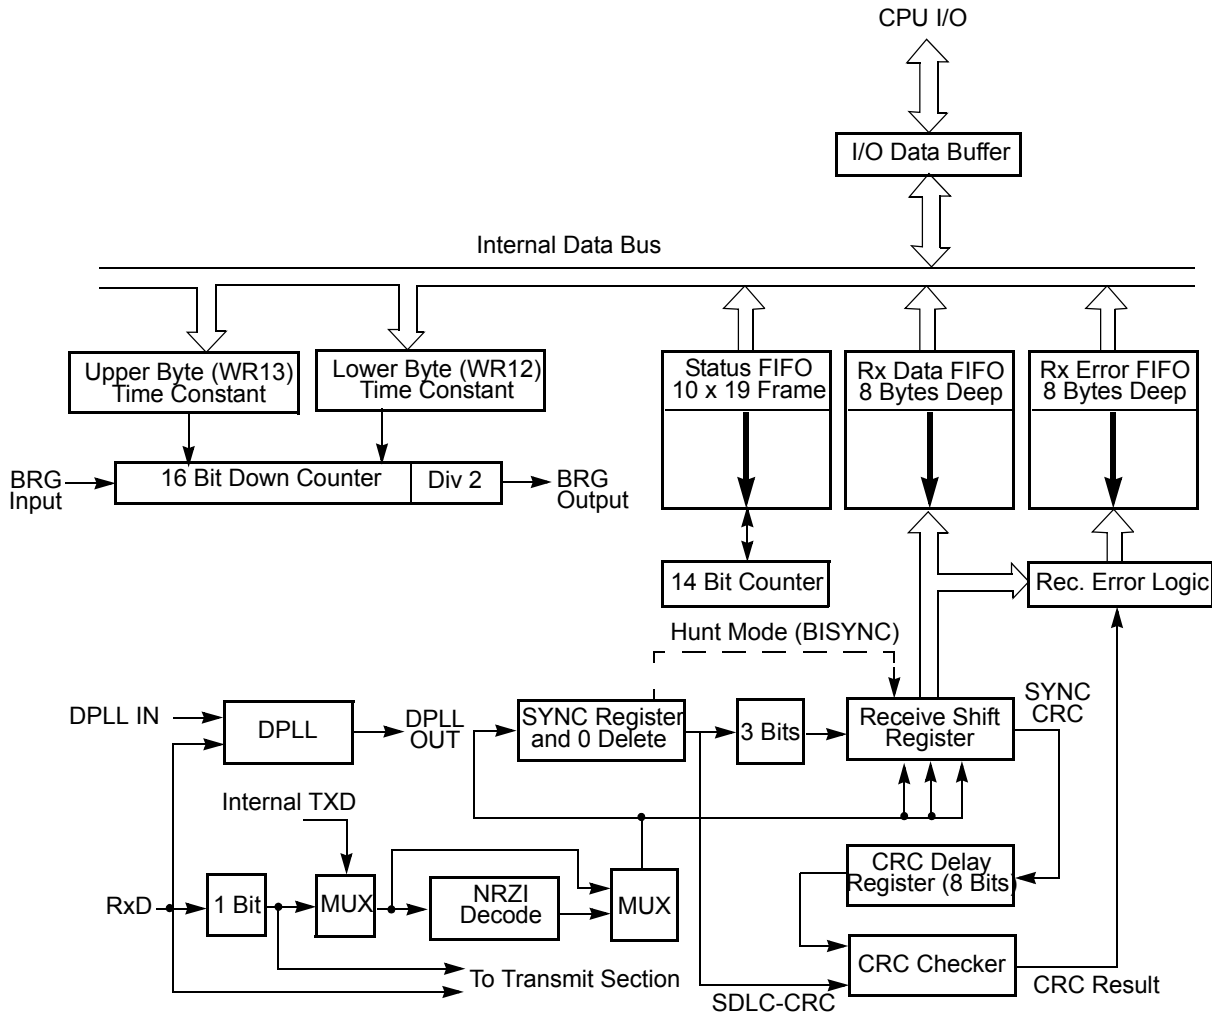 CPU I/O
I/O Data Buffer
Internal Data Bus
Upper Byte (WR13)
Time Constant
Lower Byte (WR12)
Time Constant
Status FIFO
10 x 19 Frame
Rx Data FIFO
8 Bytes Deep
Rx Error FIFO
8 Bytes Deep
BRG
Input
16 Bit Down Counter
Div 2
BRG
Output
14 Bit Counter
Rec. Error Logic
Hunt Mode (BISYNC)
DPLL IN
DPLL
DPLL
OUT
SYNC Register
and 0 Delete
3 Bits
Receive Shift
Register
SYNC
CRC
Internal TXD
CRC Delay
Register (8 Bits)
RxD
1 Bit
MUX
NRZI
Decode
MUX
To Transmit Section
CRC Checker
SDLC-CRC
CRC Result